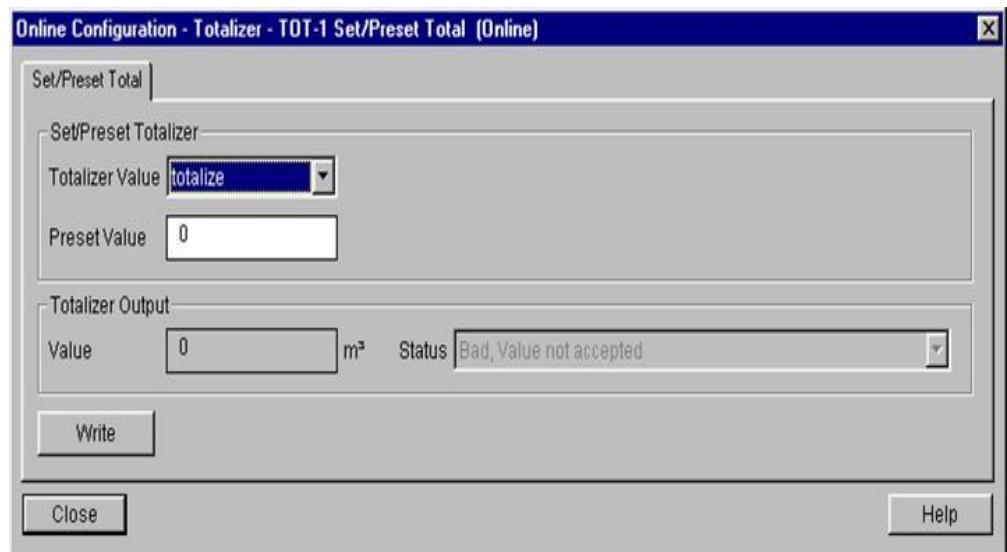 Online Configuration - Totalizer - TOT-1 Set/Preset Total (Online)
Set/Preset Total
Set/Preset Totalizer
Totalizer Value totalize
Preset Value 0
Totalizer Output
Value 0 m³ Status Bad, Value not accepted
Write
Close Help